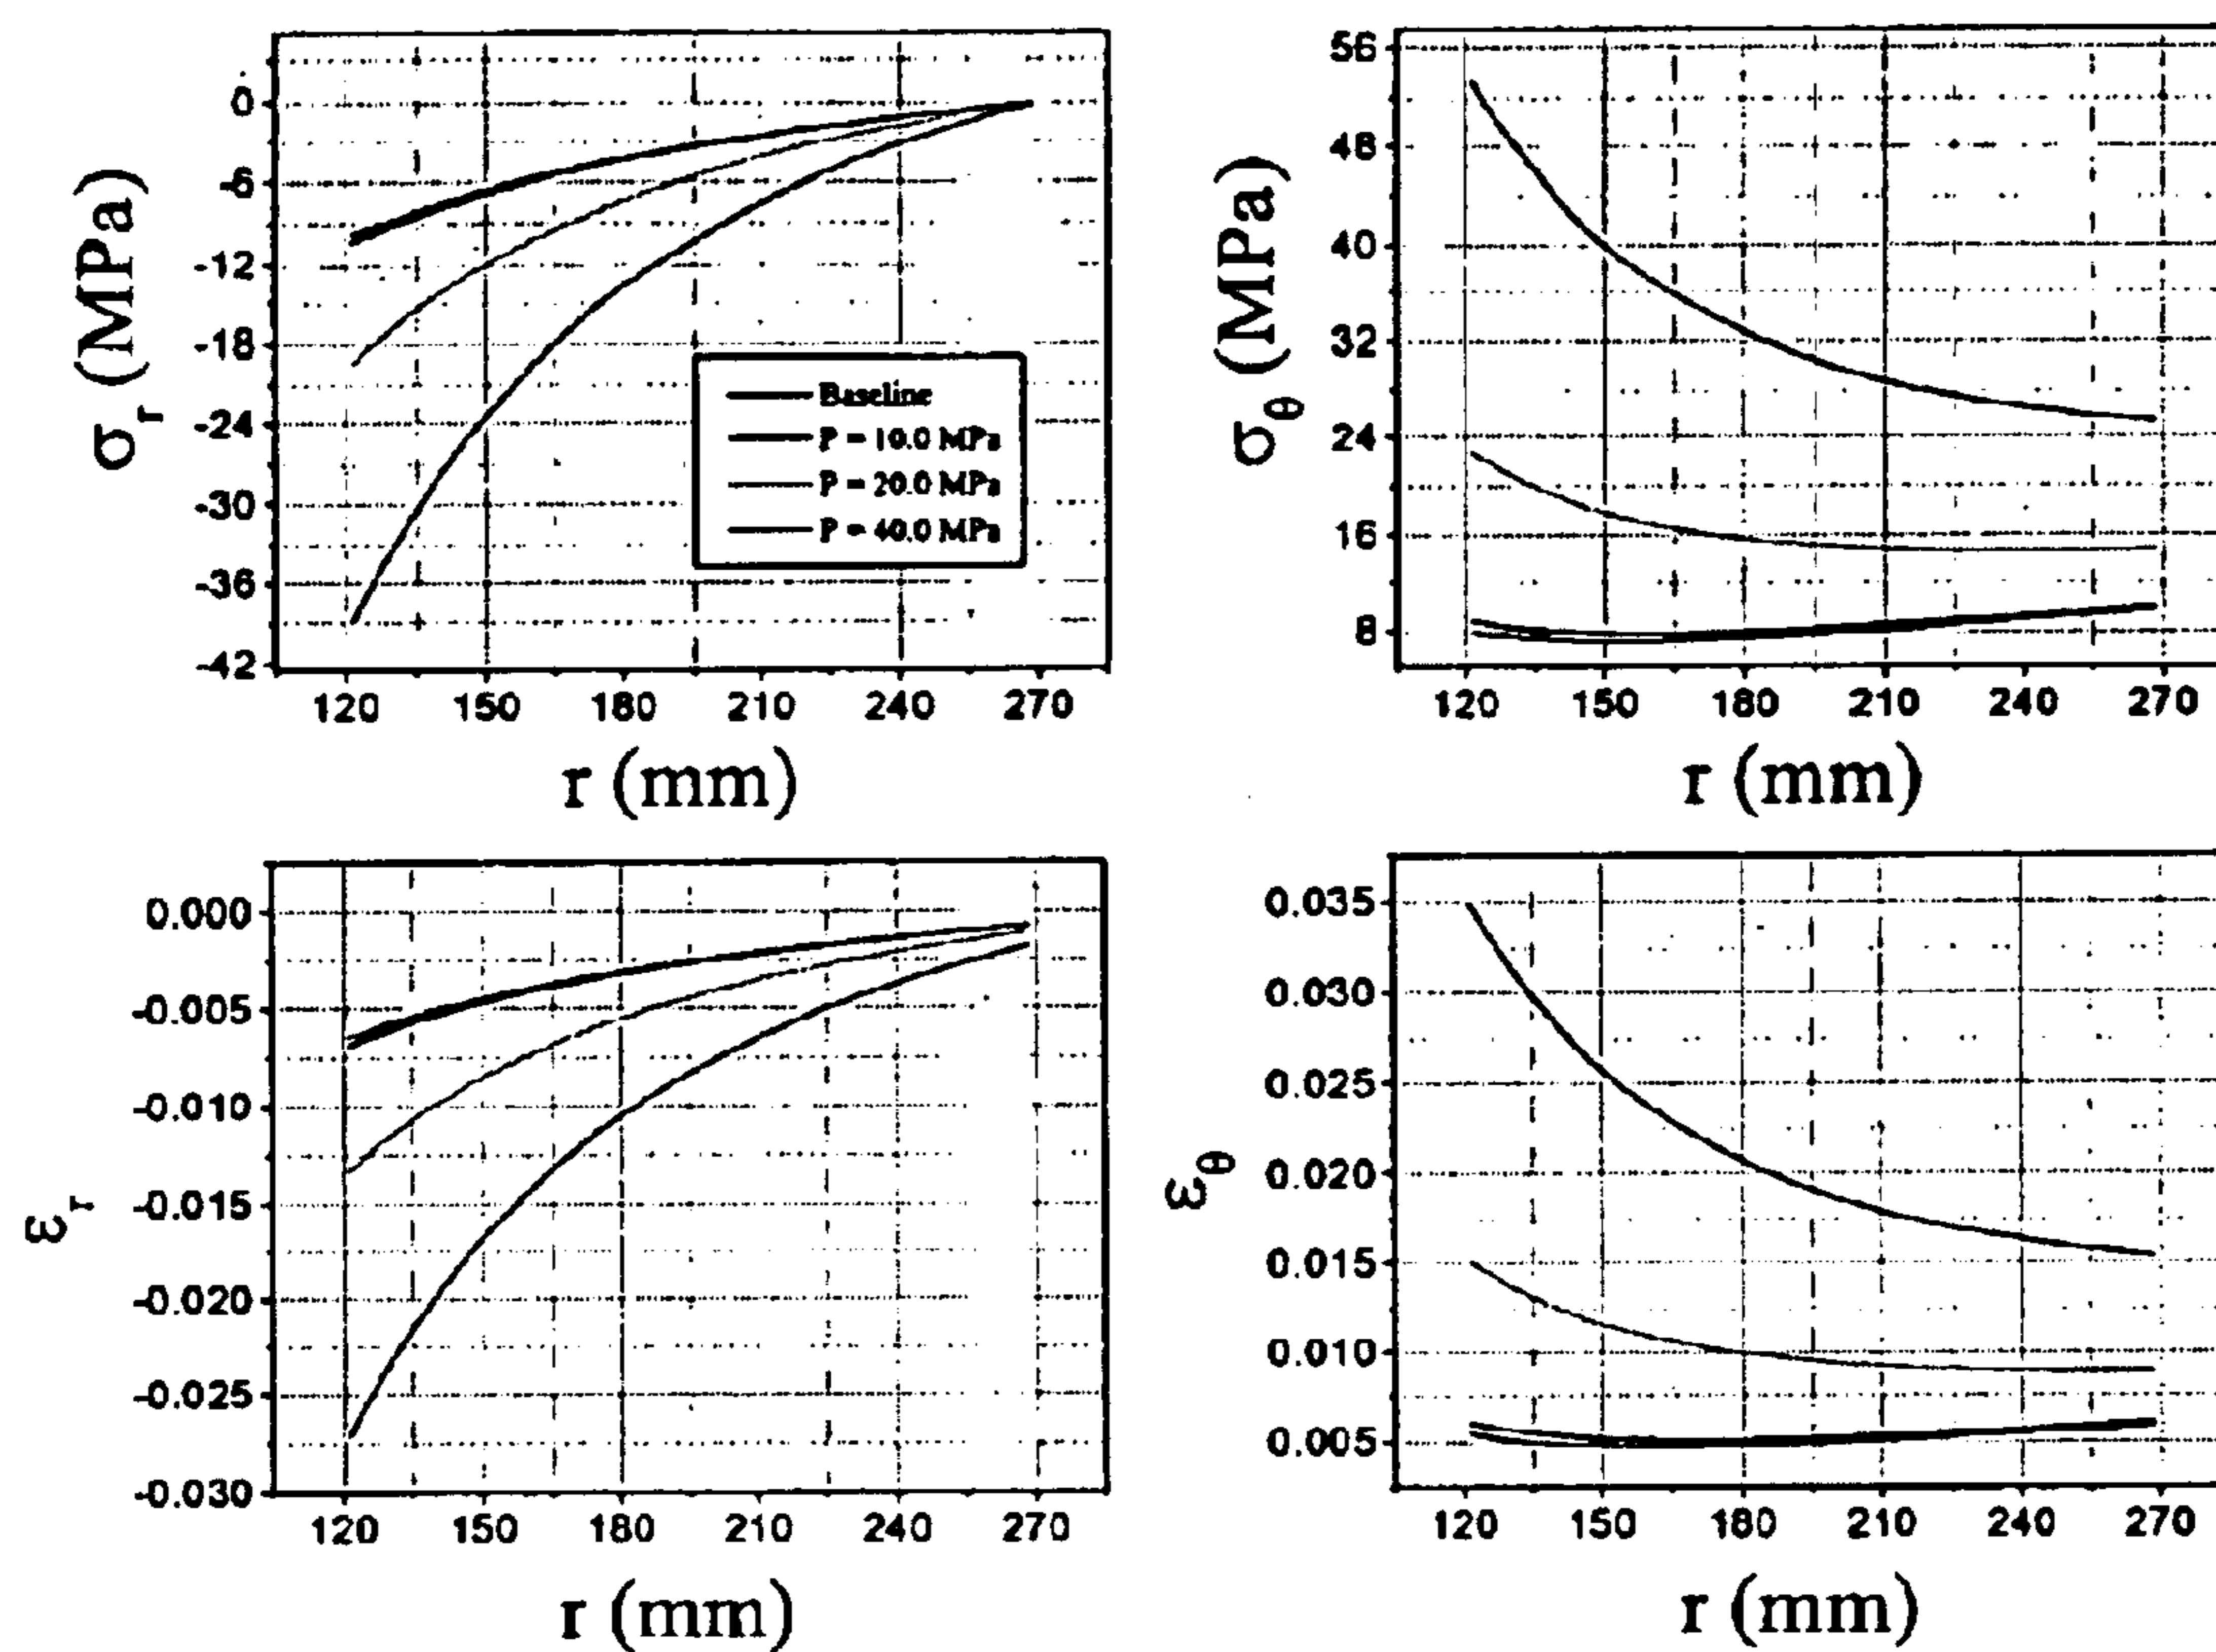 σr (MPa)
0
-6
-12
-18
-24
-30
-36
-42
Baseline
P = 10.0 MPa
P = 20.0 MPa
P = 40.0 MPa
120 150 180 210 240 270
r (mm)
σθ (MPa)
56
48
40
32
24
16
8
120 150 180 210 240 270
r (mm)
εr
0.000
-0.005
-0.010
-0.015
-0.020
-0.025
-0.030
120 150 180 210 240 270
r (mm)
εθ
0.035
0.030
0.025
0.020
0.015
0.010
0.005
120 150 180 210 240 270
r (mm)